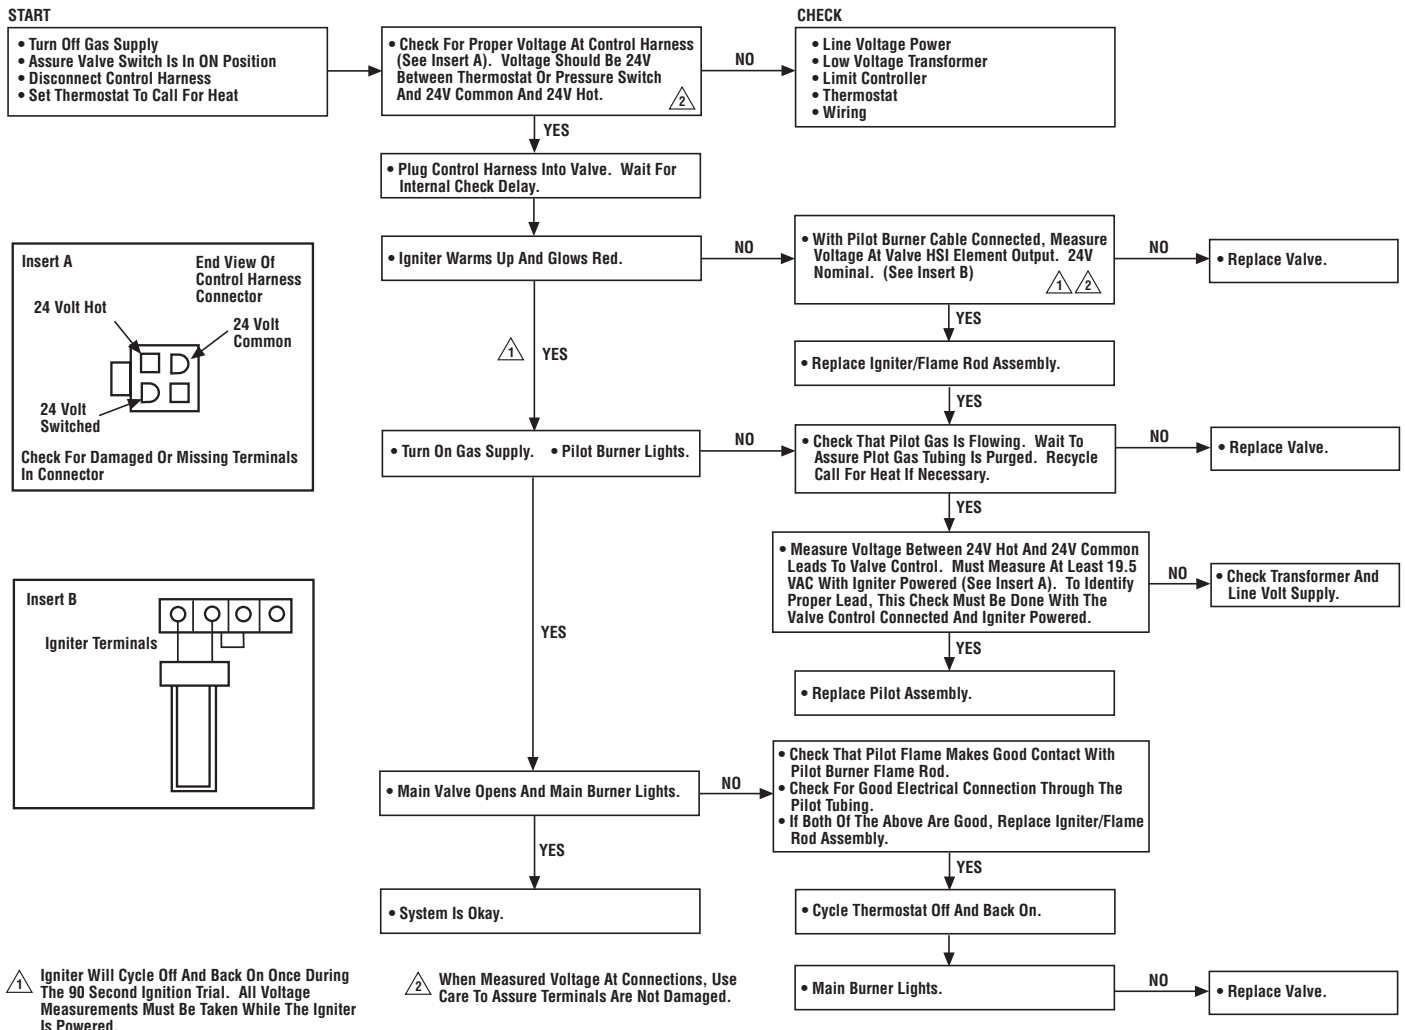 START
• Turn Off Gas Supply
• Assure Valve Switch Is In ON Position
• Disconnect Control Harness
• Set Thermostat To Call For Heat
• Check For Proper Voltage At Control Harness
(See Insert A). Voltage Should Be 24V
Between Thermostat Or Pressure Switch
And 24V Common And 24V Hot.
2
NO
CHECK
• Line Voltage Power
• Low Voltage Transformer
• Limit Controller
• Thermostat
• Wiring
YES
• Plug Control Harness Into Valve. Wait For
Internal Check Delay.
• Igniter Warms Up And Glows Red.
NO
• With Pilot Burner Cable Connected, Measure
Voltage At Valve HSI Element Output. 24V
Nominal. (See Insert B)
1 2
NO
• Replace Valve.
YES
• Replace Igniter/Flame Rod Assembly.
YES
1
YES
• Turn On Gas Supply. • Pilot Burner Lights.
NO
• Check That Pilot Gas Is Flowing. Wait To
Assure Plot Gas Tubing Is Purged. Recycle
Call For Heat If Necessary.
NO
• Replace Valve.
YES
• Measure Voltage Between 24V Hot And 24V Common
Leads To Valve Control. Must Measure At Least 19.5
VAC With Igniter Powered (See Insert A). To Identify
Proper Lead, This Check Must Be Done With The
Valve Control Connected And Igniter Powered.
NO
• Check Transformer And
Line Volt Supply.
YES
• Replace Pilot Assembly.
YES
• Main Valve Opens And Main Burner Lights.
NO
• Check That Pilot Flame Makes Good Contact With
Pilot Burner Flame Rod.
• Check For Good Electrical Connection Through The
Pilot Tubing.
• If Both Of The Above Are Good, Replace Igniter/Flame
Rod Assembly.
YES
• System Is Okay.
YES
• Cycle Thermostat Off And Back On.
• Main Burner Lights.
NO
• Replace Valve.
Insert A
End View Of
Control Harness
Connector
24 Volt Hot
24 Volt
Common
24 Volt
Switched
Check For Damaged Or Missing Terminals
In Connector
Insert B
Igniter Terminals
1 Igniter Will Cycle Off And Back On Once During
The 90 Second Ignition Trial. All Voltage
Measurements Must Be Taken While The Igniter
Is Powered.
2 When Measured Voltage At Connections, Use
Care To Assure Terminals Are Not Damaged.